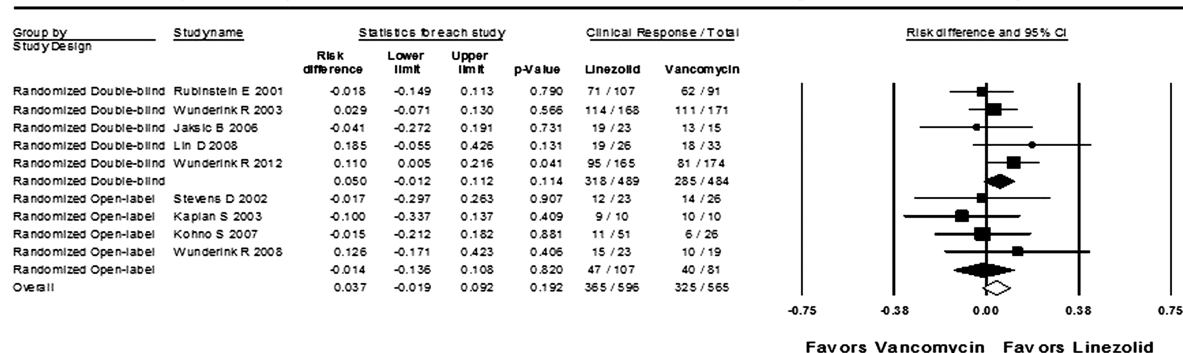 Group by Study name Statistics for each study Clinical Response / Total Risk difference and 95% CI
Study Design
Risk difference Lower limit Upper limit p-Value Linezolid Vancomycin
Randomized Double-blind Rubinstein E 2001 -0.018 -0.149 0.113 0.790 71 / 107 62 / 91
Randomized Double-blind Wunderink R 2003 0.029 -0.071 0.130 0.566 114 / 168 111 / 171
Randomized Double-blind Jaksic B 2006 -0.041 -0.272 0.191 0.731 19 / 23 13 / 15
Randomized Double-blind Lin D 2008 0.185 -0.055 0.426 0.131 19 / 26 18 / 33
Randomized Double-blind Wunderink R 2012 0.110 0.005 0.216 0.041 95 / 165 81 / 174
Randomized Double-blind 0.050 -0.012 0.112 0.114 318 / 489 285 / 484
Randomized Open-label Stevens D 2002 -0.017 -0.297 0.263 0.907 12 / 23 14 / 26
Randomized Open-label Kaplan S 2003 -0.100 -0.337 0.137 0.409 9 / 10 10 / 10
Randomized Open-label Kohno S 2007 -0.015 -0.212 0.182 0.881 11 / 51 6 / 26
Randomized Open-label Wunderink R 2008 0.126 -0.171 0.423 0.406 15 / 23 10 / 19
Randomized Open-label -0.014 -0.136 0.108 0.820 47 / 107 40 / 81
Overall 0.037 -0.019 0.092 0.192 365 / 596 325 / 565
-0.75 -0.38 0.00 0.38 0.75
Favors Vancomycin Favors Linezolid